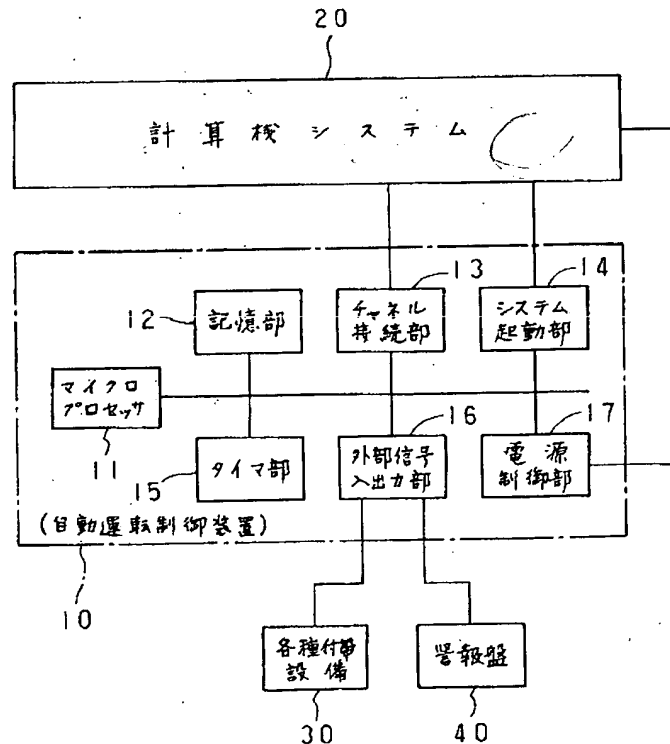 20
計算機システム
13
14
12
記憶部
チャネル
接続部
システム
起動部
マイクロ
プロセッサ
11
16
17
15
タイマ部
外部信号
入出力部
電源
制御部
(自動運転制御装置)
10
各種付帯
設備
警報盤
30
40